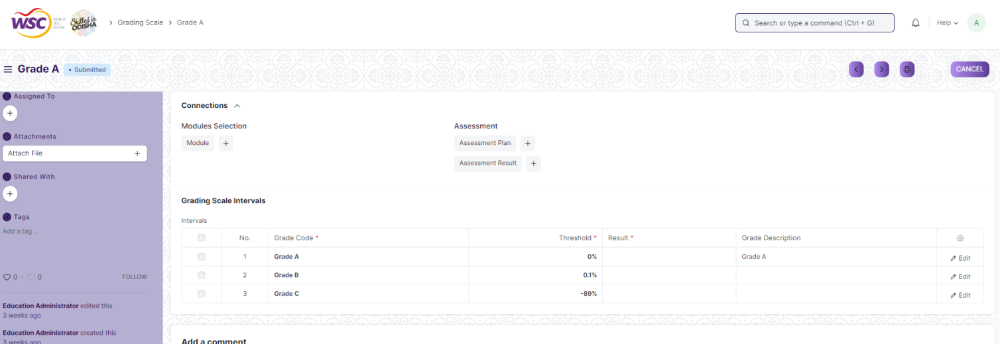 WSC WORLD SKILL CENTER
Skilled in ODISHA
Grading Scale
Grade A
Search or type a command (Ctrl + G)
Help
A
Grade A
Submitted
CANCEL
Assigned To
Attachments
Attach File
Shared With
Tags
Add a tag ...
0 · 0
FOLLOW
Education Administrator edited this
3 weeks ago
Education Administrator created this
3 weeks ago
Connections
Modules Selection
Assessment
Module
Assessment Plan
Assessment Result
Grading Scale Intervals
Intervals
No. Grade Code * Threshold * Result * Grade Description
1 Grade A 0% Grade A Edit
2 Grade B 0.1% Edit
3 Grade C -89% Edit
Add a comment